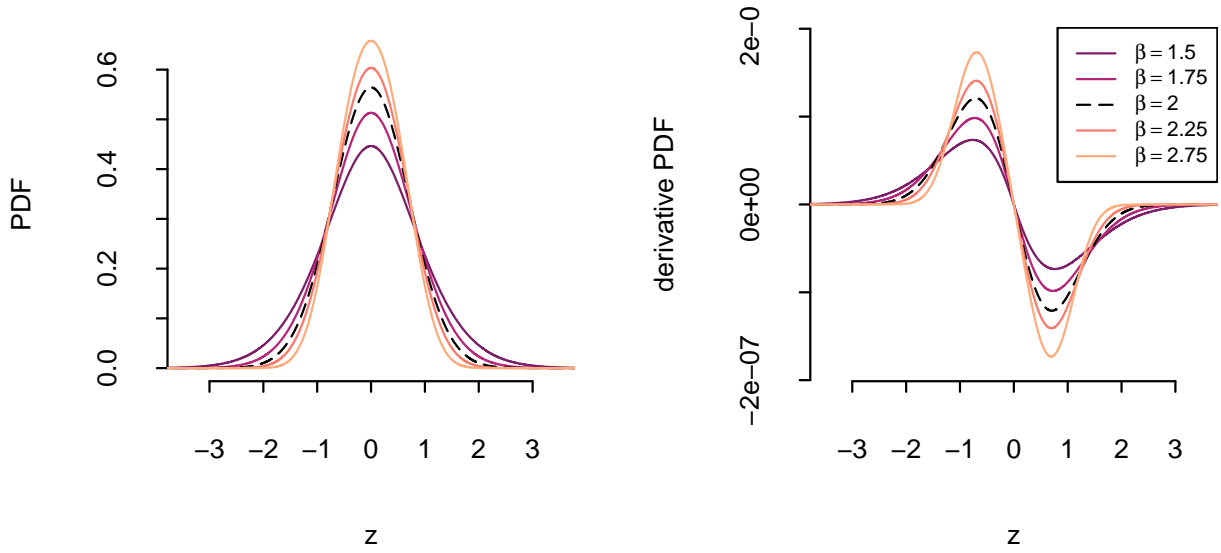 PDF
0.0
0.2
0.4
0.6
−3
−2
−1
0
1
2
3
z
derivative PDF
−2e−07
0e+00
2e−0
−3
−2
−1
0
1
2
3
z
β = 1.5
β = 1.75
β = 2
β = 2.25
β = 2.75